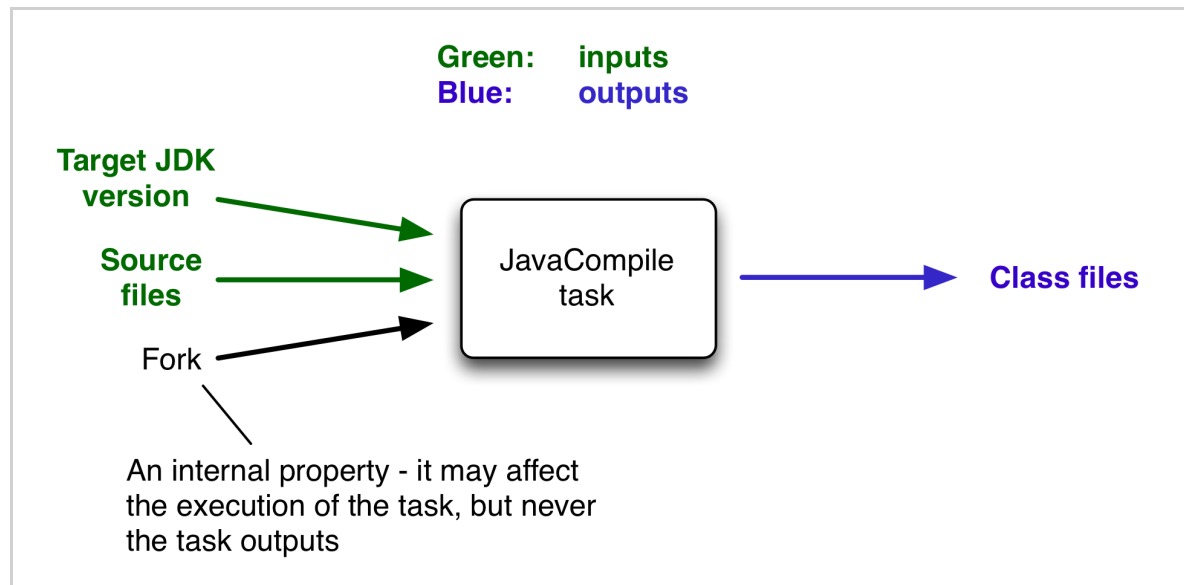 Green: inputs
Blue: outputs
Target JDK
version
Source
files
Fork
JavaCompile
task
Class files
An internal property - it may affect
the execution of the task, but never
the task outputs